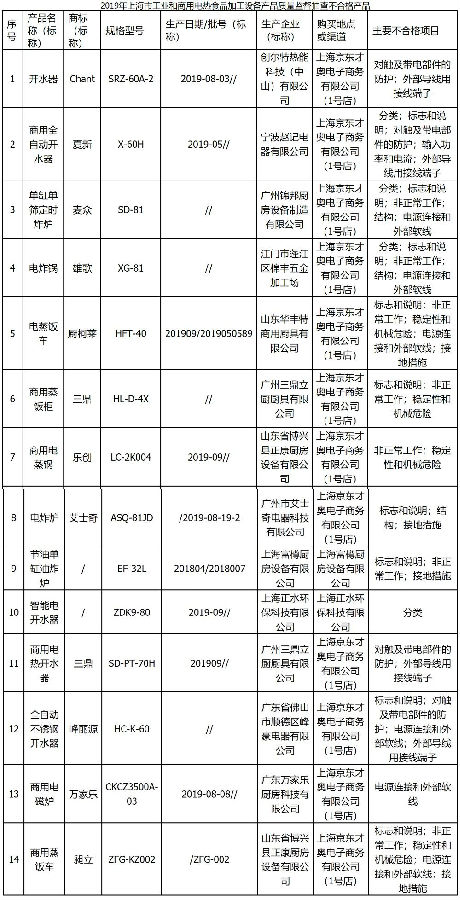 2019年上海市工业和商用电热食品加工设备产品质量监督抽查不合格产品
序号 产品名称（标称） 商标（标称） 规格型号 生产日期/批号（标称） 生产企业（标称） 购买地点或渠道 主要不合格项目
1 开水器 Chant SRZ-60A-2 2019-08-03// 创尔特热能科技（中山）有限公司 上海京东才奥电子商务有限公司（1号店） 对触及带电部件的防护；外部导线用接线端子
2 商用全自动开水器 夏新 X-60H 2019-05// 宁波赵记电器有限公司 上海京东才奥电子商务有限公司（1号店） 分类；标志和说明；对触及带电部件的防护；输入功率和电流；外部导线用接线端子
3 单缸单筛定时炸炉 麦众 SD-81 // 广州锦邦厨房设备制造有限公司 上海京东才奥电子商务有限公司（1号店） 分类；标志和说明；非正常工作；结构；电源连接和外部软线
4 电炸锅 雄歌 XG-81 // 江门市蓬江区棉丰五金加工场 上海京东才奥电子商务有限公司（1号店） 分类；标志和说明；非正常工作；结构；电源连接和外部软线
5 电蒸饭车 厨柯莱 HFT-40 201909/2019050589 山东华丰特商用厨具有限公司 上海京东才奥电子商务有限公司（1号店） 标志和说明；非正常工作；稳定性和机械危险；电源连接和外部软线；接地措施
6 商用蒸饭柜 三鼎 HL-D-4X // 广州三鼎立厨厨具有限公司 上海京东才奥电子商务有限公司（1号店） 标志和说明；非正常工作；稳定性和机械危险
7 商用电蒸锅 乐创 LC-2K004 2019-09// 山东省博兴县正康厨房设备有限公司 上海京东才奥电子商务有限公司（1号店） 非正常工作；稳定性和机械危险
8 电炸炉 艾士奇 ASQ-81JD /2019-08-19-2 广州市艾士奇电器科技有限公司 上海京东才奥电子商务有限公司（1号店） 标志和说明；结构；接地措施
9 节油单缸油炸炉 / EF-32L 201804/2018007 上海富樽厨房设备有限公司 上海富樽厨房设备有限公司 标志和说明；非正常工作；接地措施
10 智能电开水器 / ZDK9-80 2019-09// 上海正水环保科技有限公司 上海正水环保科技有限公司 分类
11 商用电热开水器 三鼎 SD-PT-70H 201909// 广州三鼎立厨厨具有限公司 上海京东才奥电子商务有限公司（1号店） 对触及带电部件的防护；外部导线用接线端子
12 全自动不锈钢开水器 峰丽源 HC-K-60 // 广东省佛山市顺德区峰豪电器有限公司 上海京东才奥电子商务有限公司（1号店） 标志和说明；对触及带电部件的防护；电源连接和外部软线；外部导线用接线端子
13 商用电磁炉 万家乐 CKCZ3500A-03 2019-08-08// 广东万家乐厨房科技有限公司 上海京东才奥电子商务有限公司（1号店） 电源连接和外部软线
14 商用蒸饭车 昶立 ZFG-KZ002 /ZFG-002 山东省博兴县正康厨房设备有限公司 上海京东才奥电子商务有限公司（1号店） 标志和说明；非正常工作；稳定性和机械危险；电源连接和外部软线；接地措施